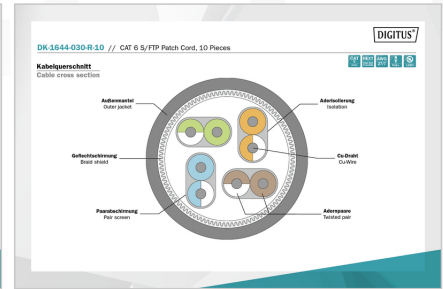 DIGITUS®
DK-1644-030-R-10 // CAT 6 S/FTP Patch Cord, 10 Pieces
Kabelquerschnitt
Cable cross section
Außenmantel
Outer jacket
Aderisolierung
Isolation
Geflechtschirmung
Braid shield
Cu-Draht
Cu-Wire
Paarabschirmung
Pair screen
Adernpaare
Twisted pair